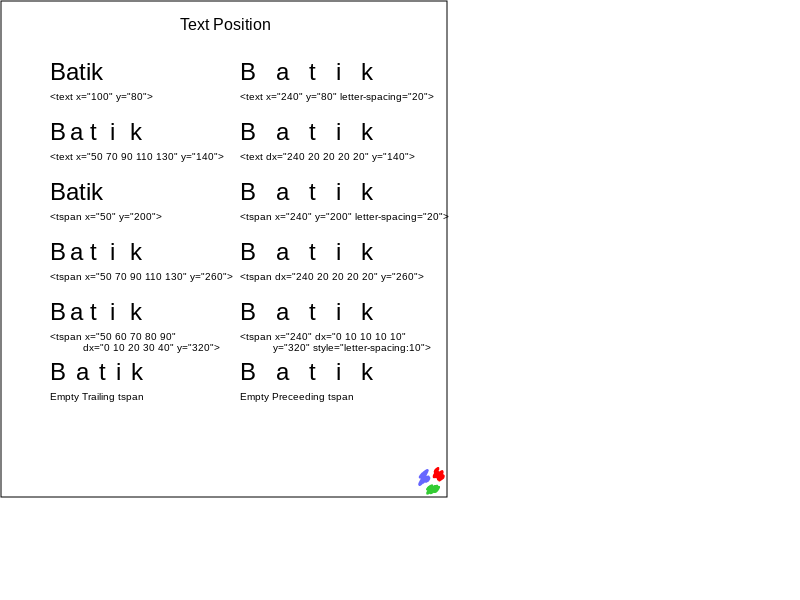 Text Position
Batik
B a t i k
<text x="100" y="80">
<text x="240" y="80" letter-spacing="20">
B a t i k
B a t i k
<text x="50 70 90 110 130" y="140">
<text dx="240 20 20 20 20" y="140">
Batik
B a t i k
<tspan x="50" y="200">
<tspan x="240" y="200" letter-spacing="20">
B a t i k
B a t i k
<tspan x="50 70 90 110 130" y="260">
<tspan dx="240 20 20 20 20" y="260">
B a t i k
B a t i k
<tspan x="50 60 70 80 90"
dx="0 10 20 30 40" y="320">
<tspan x="240" dx="0 10 10 10 10"
y="320" style="letter-spacing:10">
B a t i k
B a t i k
Empty Trailing tspan
Empty Preceeding tspan